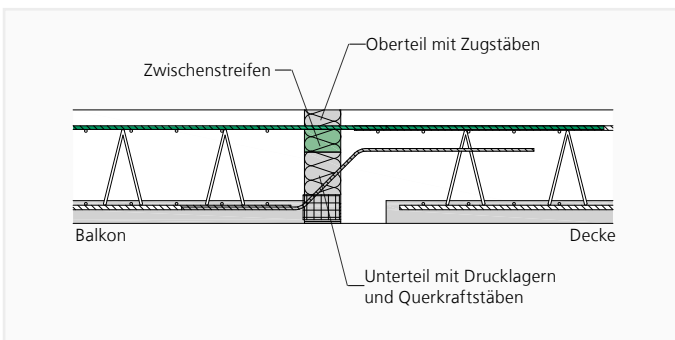 Oberteil mit Zugstäben
Zwischenstreifen
Balkon
Decke
Unterteil mit Drucklagern
und Querkraftstäben